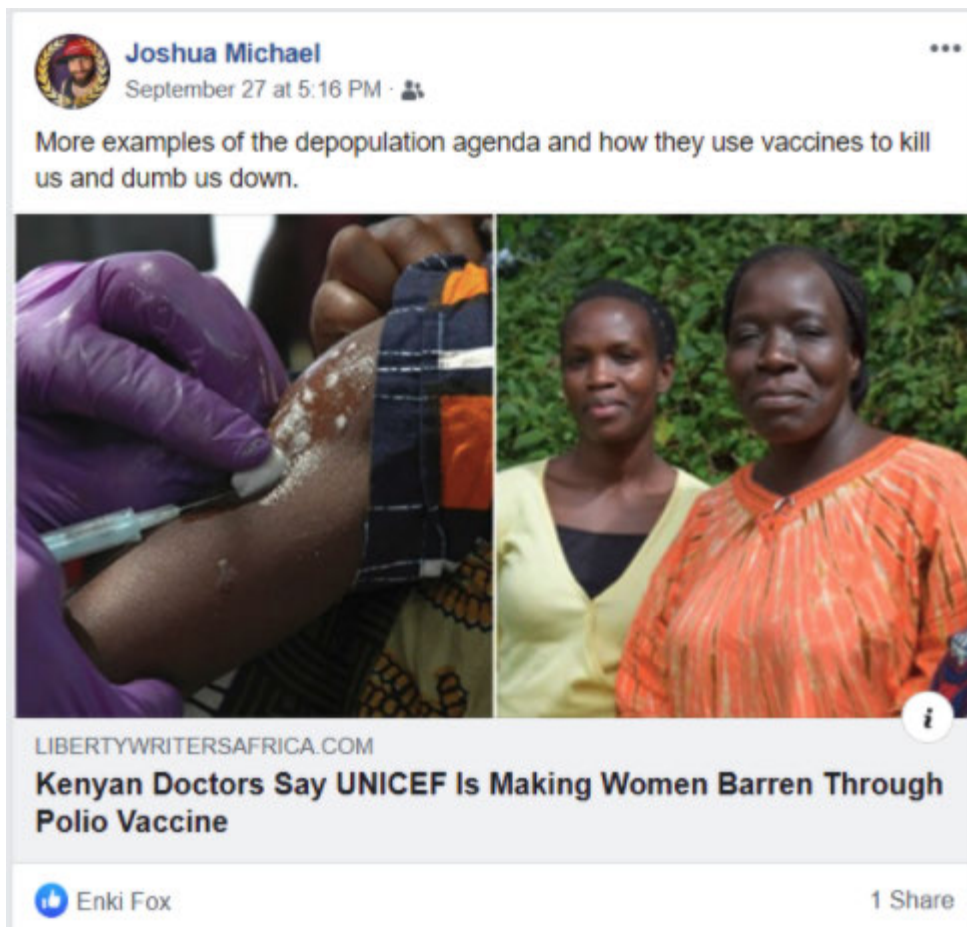 Joshua Michael
September 27 at 5:16 PM ·
More examples of the depopulation agenda and how they use vaccines to kill
us and dumb us down.
i
LIBERTYWRITERSAFRICA.COM
Kenyan Doctors Say UNICEF Is Making Women Barren Through
Polio Vaccine
Enki Fox
1 Share